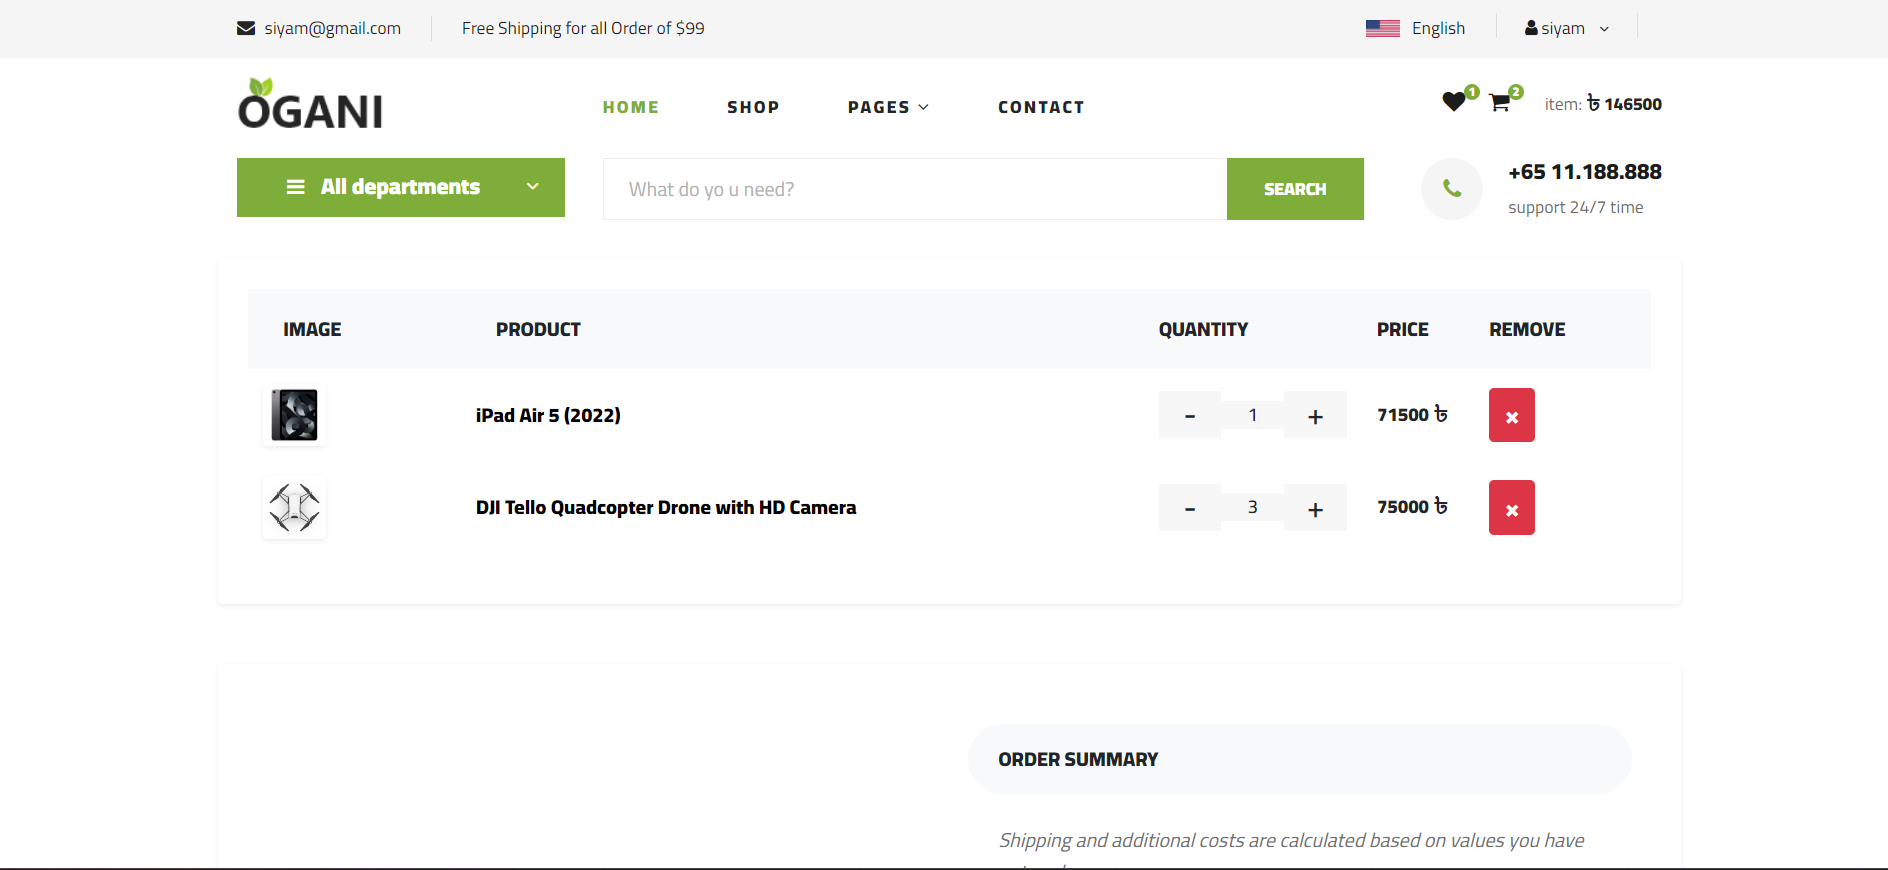 siyam@gmail.com
Free Shipping for all Order of $99
English
siyam
OGANI
HOME
SHOP
PAGES
CONTACT
1
2
item: ৳ 146500
All departments
What do yo u need?
SEARCH
+65 11.188.888
support 24/7 time
IMAGE PRODUCT QUANTITY PRICE REMOVE
iPad Air 5 (2022) - 1 + 71500 ৳
DJI Tello Quadcopter Drone with HD Camera - 3 + 75000 ৳
ORDER SUMMARY
Shipping and additional costs are calculated based on values you have